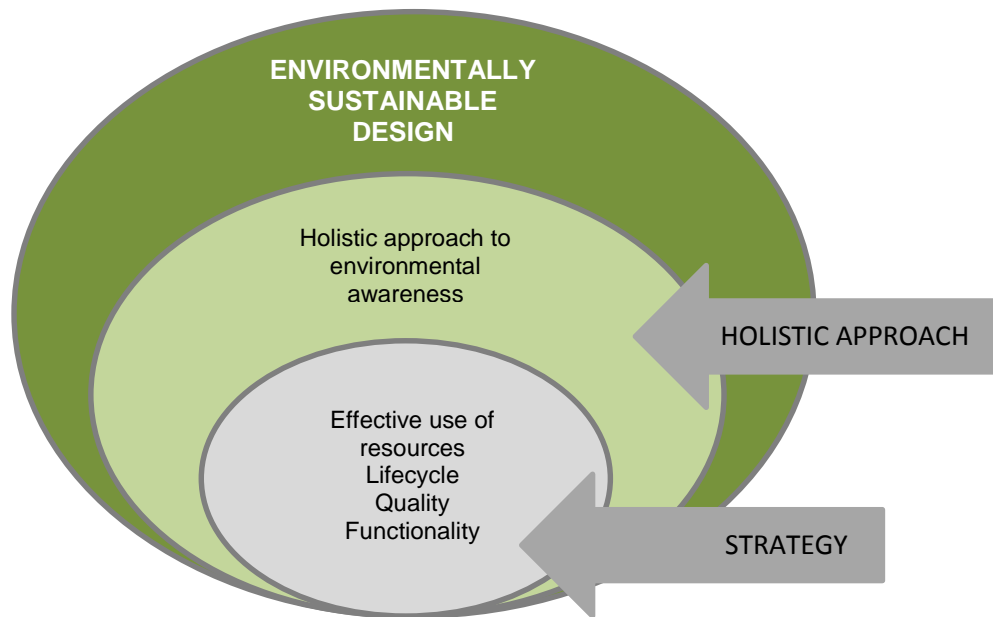 ENVIRONMENTALLY
SUSTAINABLE
DESIGN
Holistic approach to
environmental
awareness
HOLISTIC APPROACH
Effective use of
resources
Lifecycle
Quality
Functionality
STRATEGY